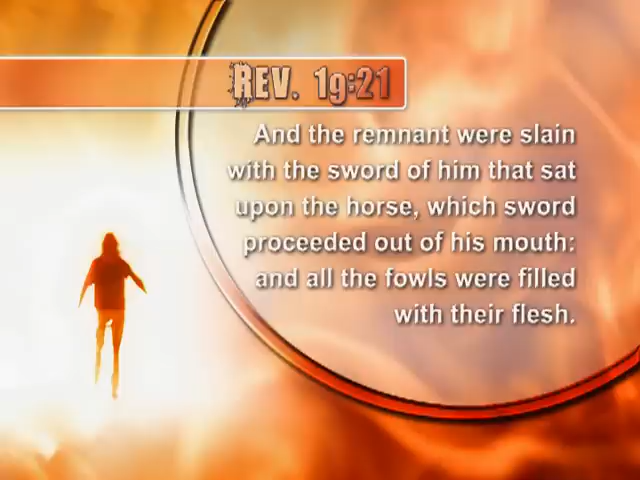 REV. 19:21
And the remnant were slain
with the sword of him that sat
upon the horse, which sword
proceeded out of his mouth:
and all the fowls were filled
with their flesh.